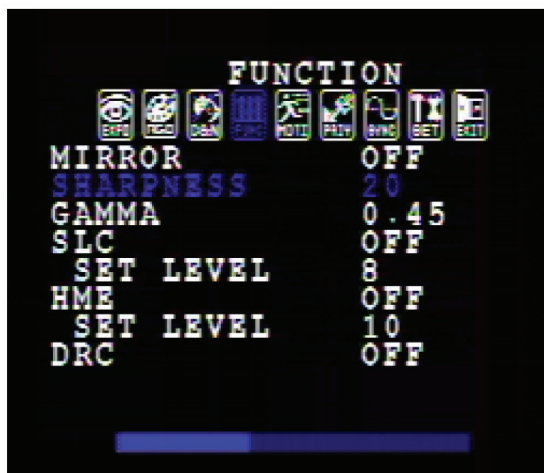 FUNCTION
EXPO D&N FUNC MOTI PRIV SYNC SET EXIT
MIRROR OFF
SHARPNESS 20
GAMMA 0.45
SLC OFF
SET LEVEL 8
HME OFF
SET LEVEL 10
DRC OFF